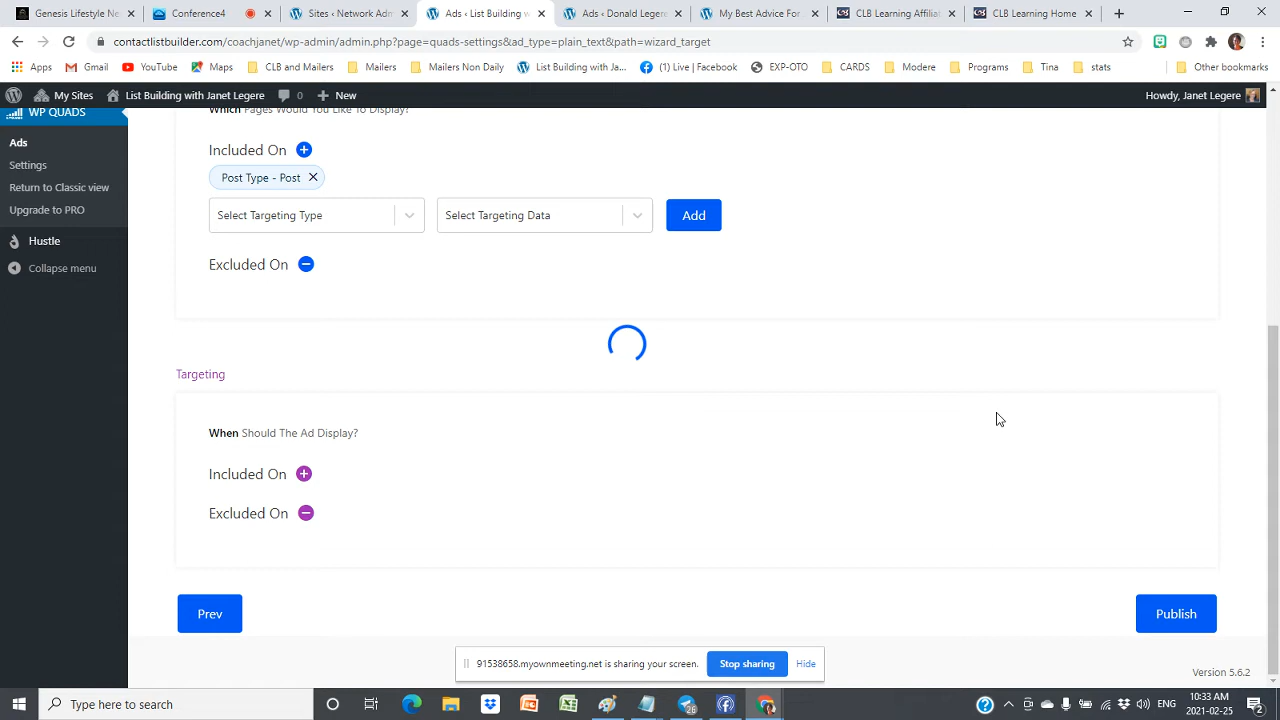 Genesis Lifestyle Ne
Conference4
Sites ‹ Network Adm
Ads ‹ List Building w
Ads ‹ Donna Legere
My Best Advice For
CLB Learning Affiliat
CLB Learning Home
contactlistbuilder.com/coachjanet/wp-admin/admin.php?page=quads-settings&ad_type=plain_text&path=wizard_target
Apps Gmail YouTube Maps CLB and Mailers Mailers Mailers Non Daily List Building with Ja... (1) Live | Facebook EXP-OTO CARDS Modere Programs Tina stats Other bookmarks
My Sites List Building with Janet Legere 0 New Howdy, Janet Legere
WP QUADS
Ads
Settings
Return to Classic view
Upgrade to PRO
Hustle
Collapse menu
Which Pages Would You Like To Display?
Included On
Post Type - Post
Select Targeting Type Select Targeting Data Add
Excluded On
Targeting
When Should The Ad Display?
Included On
Excluded On
Prev Publish
91538658.myownmeeting.net is sharing your screen. Stop sharing Hide
Version 5.6.2
Type here to search
26
ENG
10:33 AM
2021-02-25
2